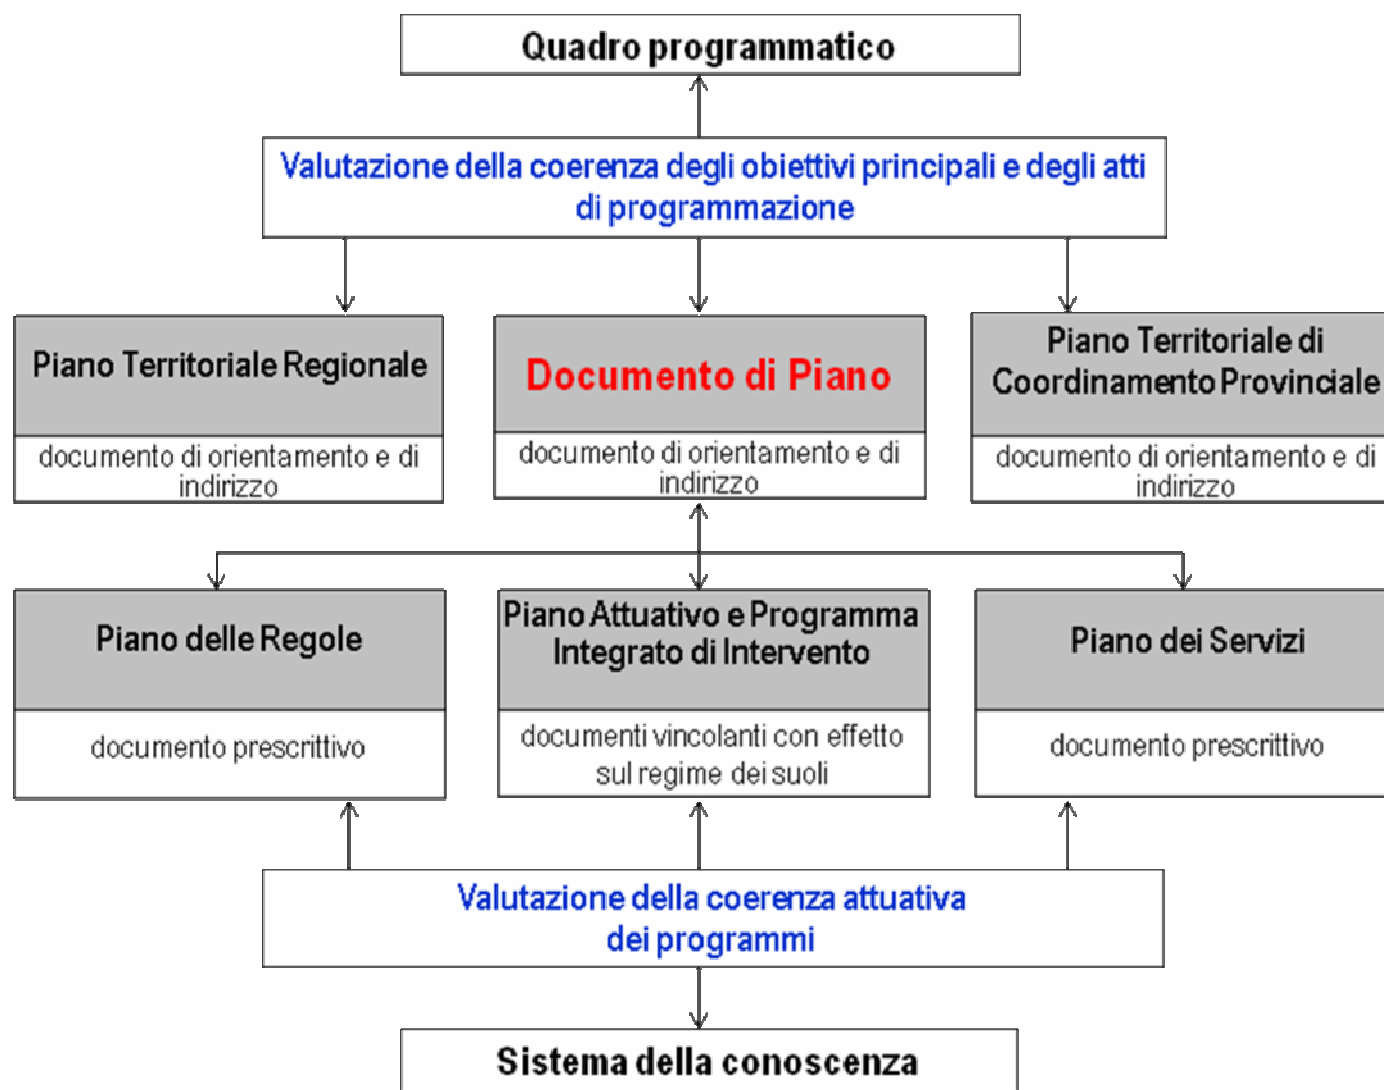 Quadro programmatico
Valutazione della coerenza degli obiettivi principali e degli atti
di programmazione
Piano Territoriale Regionale
documento di orientamento e di
indirizzo
Documento di Piano
documento di orientamento e di
indirizzo
Piano Territoriale di
Coordinamento Provinciale
documento di orientamento e di
indirizzo
Piano delle Regole
documento prescrittivo
Piano Attuativo e Programma
Integrato di Intervento
documenti vincolanti con effetto
sul regime dei suoli
Piano dei Servizi
documento prescrittivo
Valutazione della coerenza attuativa
dei programmi
Sistema della conoscenza